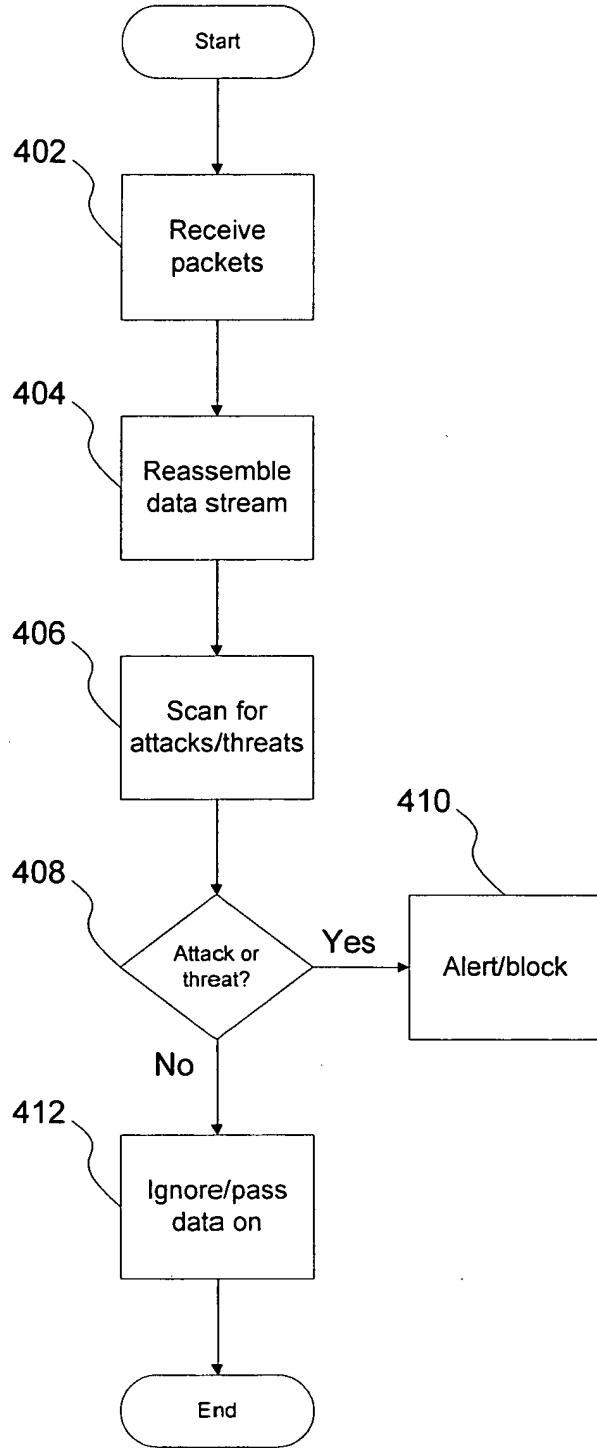 Start
402
Receive
packets
404
Reassemble
data stream
406
Scan for
attacks/threats
408
Attack or
threat?
Yes
410
Alert/block
No
412
Ignore/pass
data on
End